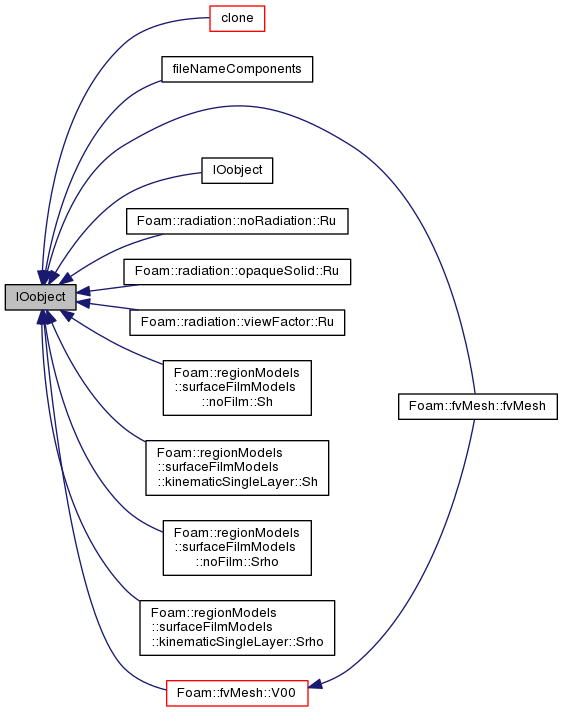 clone
fileNameComponents
IOobject
Foam::radiation::noRadiation::Ru
Foam::radiation::opaqueSolid::Ru
IOobject
Foam::radiation::viewFactor::Ru
Foam::regionModels
::surfaceFilmModels
::noFilm::Sh
Foam::fvMesh::fvMesh
Foam::regionModels
::surfaceFilmModels
::kinematicSingleLayer::Sh
Foam::regionModels
::surfaceFilmModels
::noFilm::Srho
Foam::regionModels
::surfaceFilmModels
::kinematicSingleLayer::Srho
Foam::fvMesh::V00